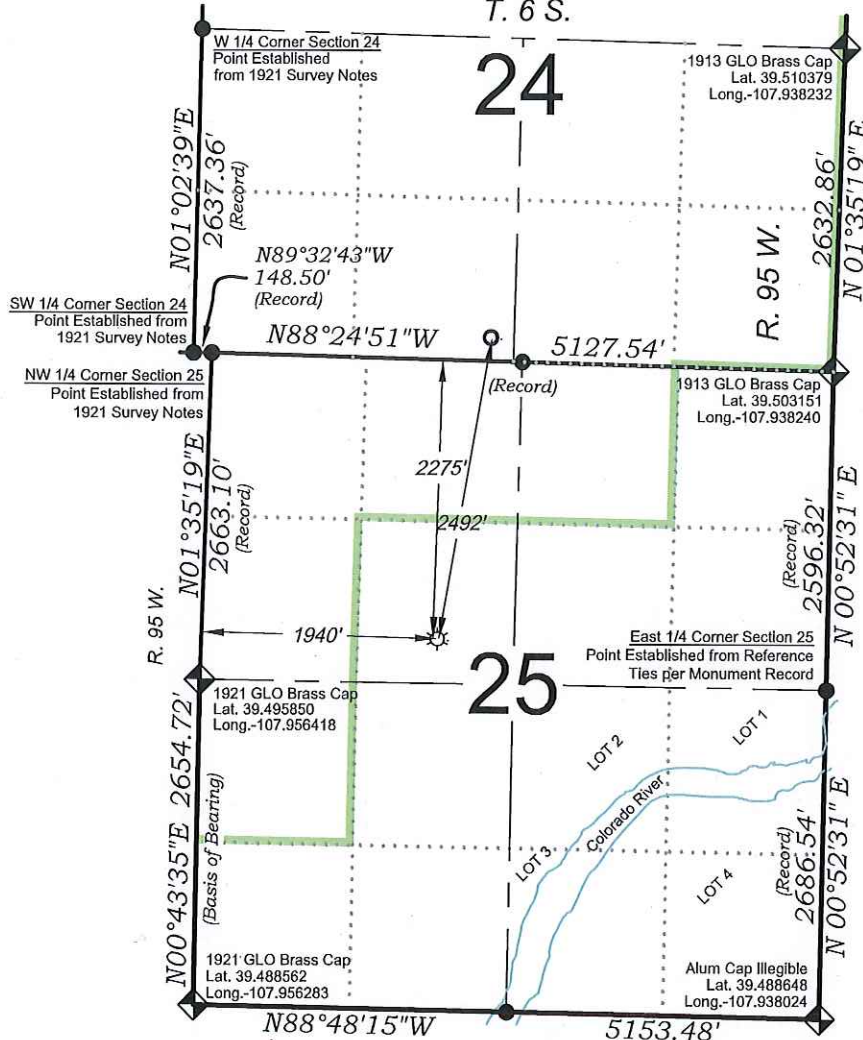 T. 6 S.
W 1/4 Corner Section 24
Point Established
from 1921 Survey Notes
24
1913 GLO Brass Cap
Lat. 39.510379
Long.-107.938232
N01°02'39"E
2637.36'
(Record)
2632.86'
N 01°35'19" E
R. 95 W.
N89°32'43"W
148.50'
(Record)
SW 1/4 Corner Section 24
Point Established from
1921 Survey Notes
N88°24'51"W
5127.54'
(Record)
NW 1/4 Corner Section 25
Point Established from
1921 Survey Notes
1913 GLO Brass Cap
Lat. 39.503151
Long.-107.938240
N01°35'19"E
2663.10'
(Record)
2275'
2492'
(Record)
2596.32'
N 00°52'31" E
R. 95 W.
1940'
East 1/4 Corner Section 25
Point Established from Reference
Ties per Monument Record
25
1921 GLO Brass Cap
Lat. 39.495850
Long.-107.956418
LOT 2
LOT 1
Colorado River
LOT 3
LOT 4
N00°43'35"E 2654.72'
(Basis of Bearing)
(Record)
2686.54'
N 00°52'31" E
1921 GLO Brass Cap
Lat. 39.488562
Long.-107.956283
Alum Cap Illegible
Lat. 39.488648
Long.-107.938024
N88°48'15"W
5153.48'